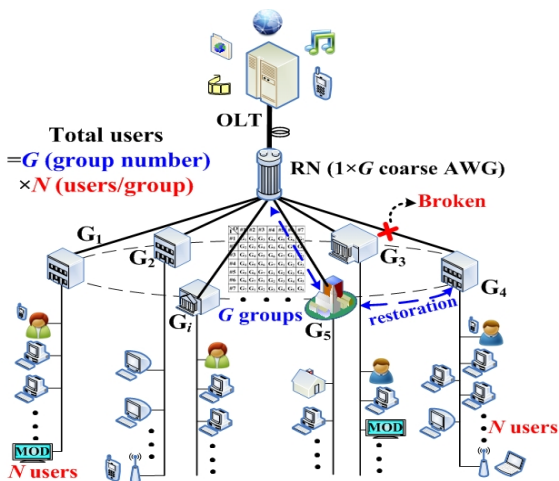 OLT
Total users
=G (group number)
×N (users/group)
RN (1×G coarse AWG)
Broken
G1
G2
G3
G4
Gi
G5
G groups
restoration
MOD
N users
MOD
N users